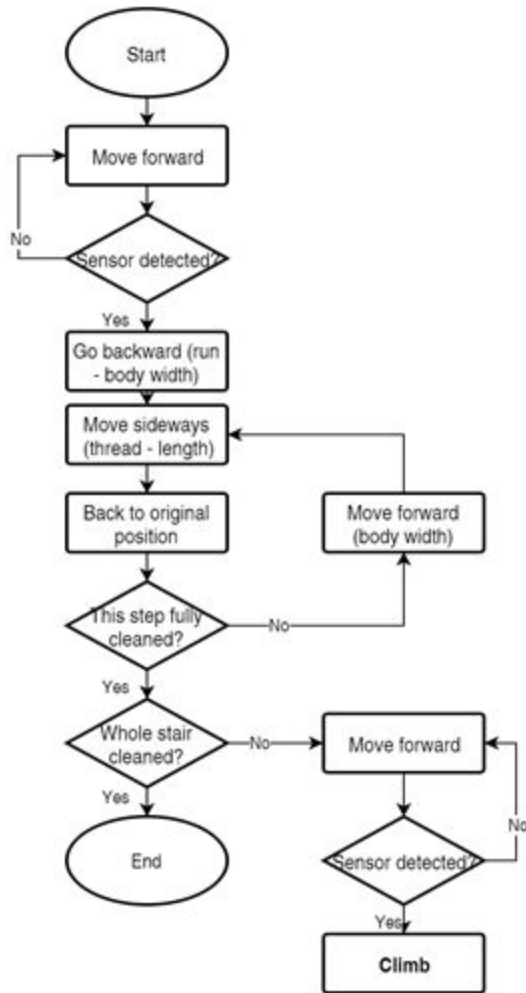 Start
Move forward
No
Sensor detected?
Yes
Go backward (run
- body width)
Move sideways
(thread - length)
Back to original
position
Move forward
(body width)
This step fully
cleaned?
No
Yes
Whole stair
cleaned?
No
Move forward
Yes
No
End
Sensor detected?
Yes
Climb